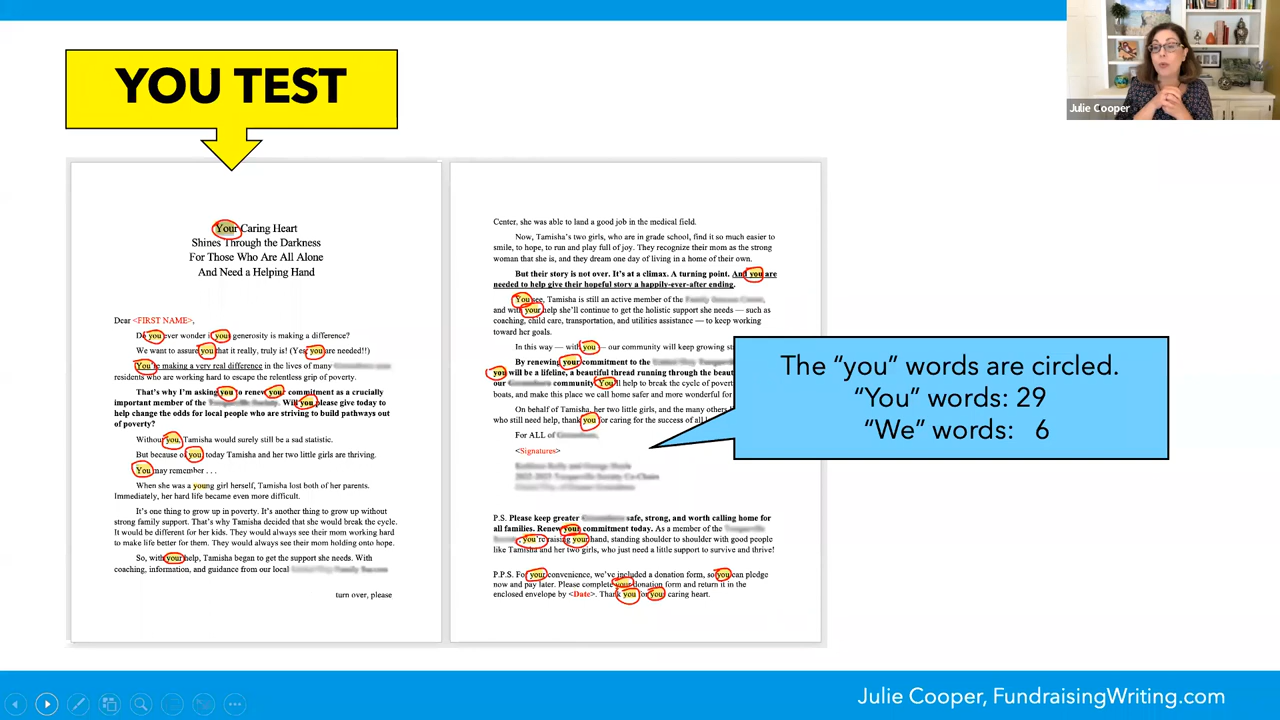 YOU TEST
Julie Cooper
Your Caring Heart
Shines Through the Darkness
For Those Who Are All Alone
And Need a Helping Hand
Dear <FIRST NAME>,
Do you ever wonder if your generosity is making a difference?
We want to assure you that it really, truly is! (Yes, you are needed!!)
You're making a very real difference in the lives of many
residents who are working hard to escape the relentless grip of poverty.
That's why I'm asking you to renew your commitment as a crucially
important member of the Will you please give today to
help change the odds for local people who are striving to build pathways out
of poverty?
Without you, Tamisha would surely still be a sad statistic.
But because of you today Tamisha and her two little girls are thriving.
You may remember . . .
When she was a young girl herself, Tamisha lost both of her parents.
Immediately, her hard life became even more difficult.
It's one thing to grow up in poverty. It's another thing to grow up without
strong family support. That's why Tamisha decided that she would break the cycle.
It would be different for her kids. They would always see their mom working hard
to make life better for them. They would always see their mom holding onto hope.
So, with your help, Tamisha began to get the support she needs. With
coaching, information, and guidance from our local
turn over, please
Center, she was able to land a good job in the medical field.
Now, Tamisha's two girls, who are in grade school, find it so much easier to
smile, to hope, to run and play full of joy. They recognize their mom as the strong
woman that she is, and they dream one day of living in a home of their own.
But their story is not over. It's at a climax. A turning point. And you are
needed to help give their hopeful story a happily-ever-after ending.
You see, Tamisha is still an active member of the
and with your help she'll continue to get the holistic support she needs — such as
coaching, child care, transportation, and utilities assistance — to keep working
toward her goals.
In this way — with you — our community will keep growing
By renewing your commitment to the
you will be a lifeline, a beautiful thread running through the
our community. You'll help to break the cycle of
boats, and make this place we call home safer and more wonderful
On behalf of Tamisha, her two little girls, and the many
who still need help, thank you for caring for the success of all
For ALL of
<Signatures>
P.S. Please keep greater safe, strong, and worth calling home for
all families. Renew your commitment today. As a member of the
you're raising your hand, standing shoulder to shoulder with good people
like Tamisha and her two girls, who just need a little support to survive and thrive!
P.P.S. For your convenience, we've included a donation form, so you can pledge
now and pay later. Please complete your donation form and return it in the
enclosed envelope by <Date>. Thank you for your caring heart.
The “you” words are circled.
“You” words: 29
“We” words: 6
Julie Cooper, FundraisingWriting.com